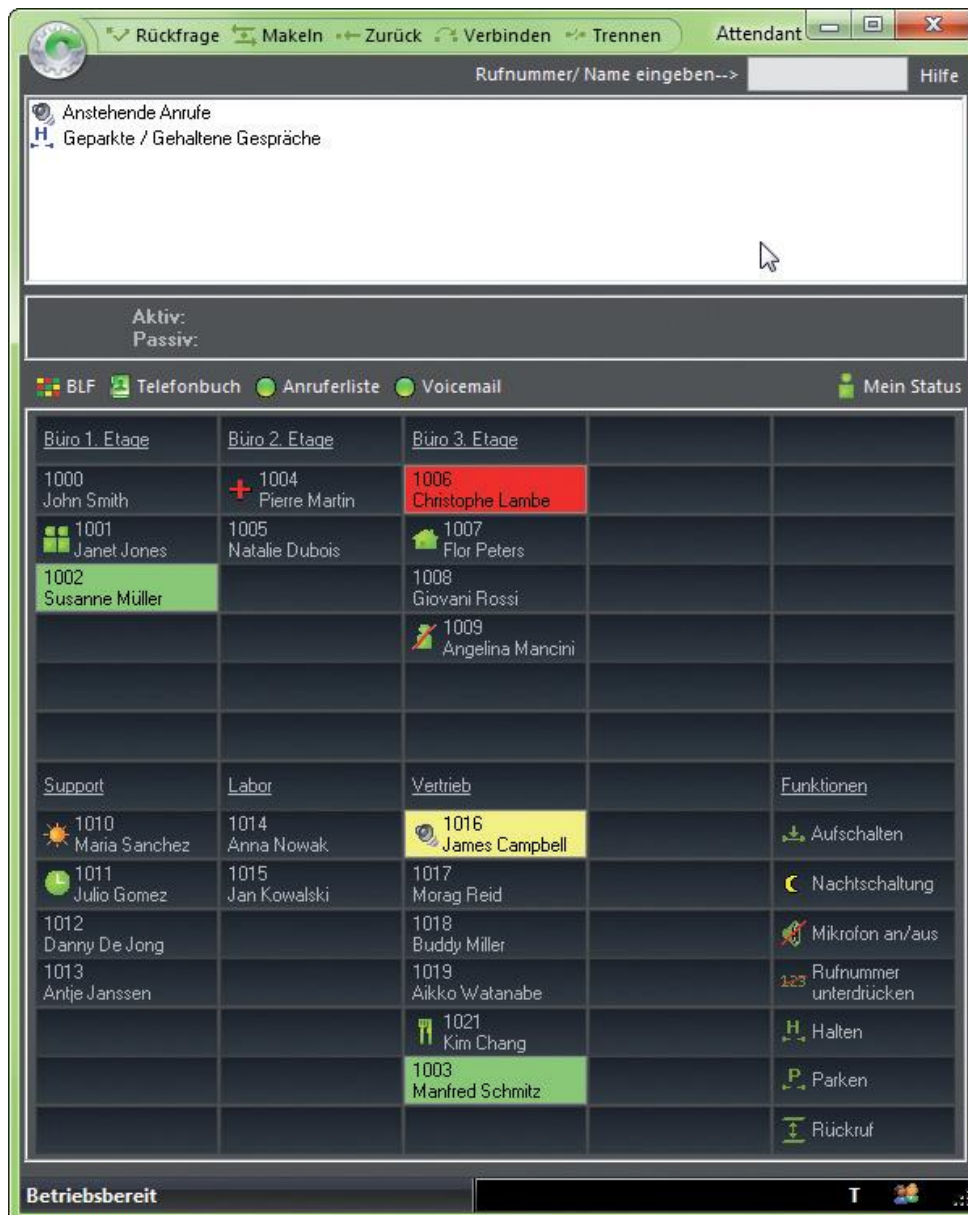 Rückfrage Makeln Zurück Verbinden Trennen Attendant
Rufnummer/ Name eingeben--> Hilfe
Anstehende Anrufe
H Geparkte / Gehaltene Gespräche
Aktiv:
Passiv:
BLF Telefonbuch Anruferliste Voicemail Mein Status
Büro 1. Etage Büro 2. Etage Büro 3. Etage
1000 1004 1006
John Smith Pierre Martin Christophe Lambe
1001 1005 1007
Janet Jones Natalie Dubois Flor Peters
1002 1008
Susanne Müller Giovani Rossi
1009
Angelina Mancini
Support Labor Vertrieb Funktionen
1010 1014 1016 Aufschalten
Maria Sanchez Anna Nowak James Campbell
1011 1015 1017 Nachtschaltung
Julio Gomez Jan Kowalski Morag Reid
1012 1018 Mikrofon an/aus
Danny De Jong Buddy Miller
1013 1019 123 Rufnummer
Antje Janssen Aikko Watanabe unterdrücken
1021 H Halten
Kim Chang
1003 P Parken
Manfred Schmitz
Rückruf
Betriebsbereit T